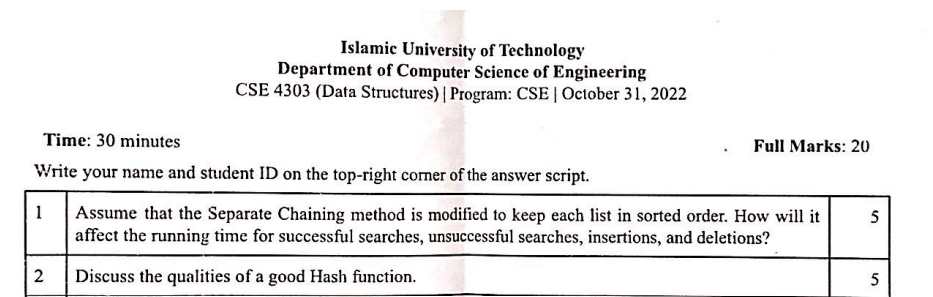 Islamic University of Technology
Department of Computer Science of Engineering
CSE 4303 (Data Structures) | Program: CSE | October 31, 2022
Time: 30 minutes
Full Marks: 20
Write your name and student ID on the top-right corner of the answer script.
1 Assume that the Separate Chaining method is modified to keep each list in sorted order. How will it 5
affect the running time for successful searches, unsuccessful searches, insertions, and deletions?
2 Discuss the qualities of a good Hash function. 5